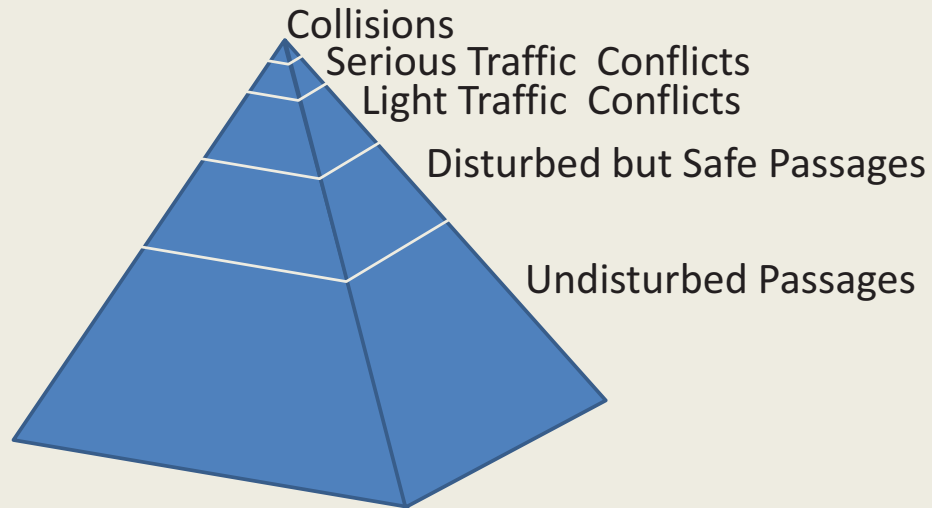 Collisions
Serious Traffic Conflicts
Light Traffic Conflicts
Disturbed but Safe Passages
Undisturbed Passages